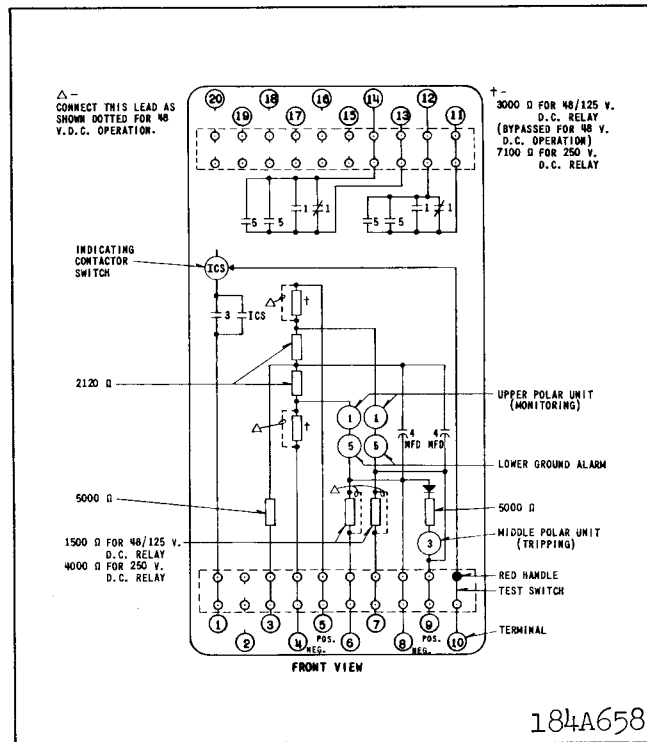 △ -
CONNECT THIS LEAD AS
SHOWN DOTTED FOR 48
V.D.C. OPERATION.
† -
3000 Ω FOR 48/125 V.
D.C. RELAY
(BYPASSED FOR 48 V.
D.C. OPERATION)
7100 Ω FOR 250 V.
D.C. RELAY
20 18 16 14 12
19 17 15 13 11
5 5 1 1
5 5 1 1
INDICATING
CONTACTOR
SWITCH
ICS
3 ICS
△ †
2120 Ω
△ †
1 1
UPPER POLAR UNIT
(MONITORING)
4
MFD
4
MFD
5 5
LOWER GROUND ALARM
△
5000 Ω
5000 Ω
1500 Ω FOR 48/125 V.
D.C. RELAY
4000 Ω FOR 250 V.
D.C. RELAY
3
MIDDLE POLAR UNIT
(TRIPPING)
RED HANDLE
TEST SWITCH
1 3 5 POS. 7 9 POS.
2 4 NEG. 6 8 NEG. 10
TERMINAL
FRONT VIEW
184A658